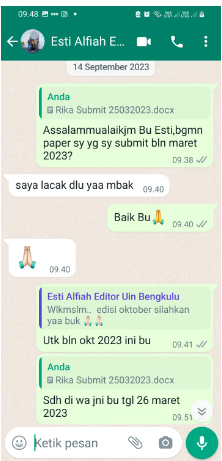 09.48
Esti Alfiah E...
14 September 2023
Anda
Rika Submit 25032023.docx
Assalammualaikjm Bu Esti,bgmn
paper sy yg sy submit bln maret
2023?
09.38
saya lacak dlu yaa mbak
09.40
Baik Bu
09.40
09.40
Esti Alfiah Editor Uin Bengkulu
Wlkmslm.. edisi oktober silahkan
yaa buk
Utk bln okt 2023 ini bu
09.41
Anda
Rika Submit 25032023.docx
Sdh di wa jni bu tgl 26 maret
2023
09.51
Ketik pesan